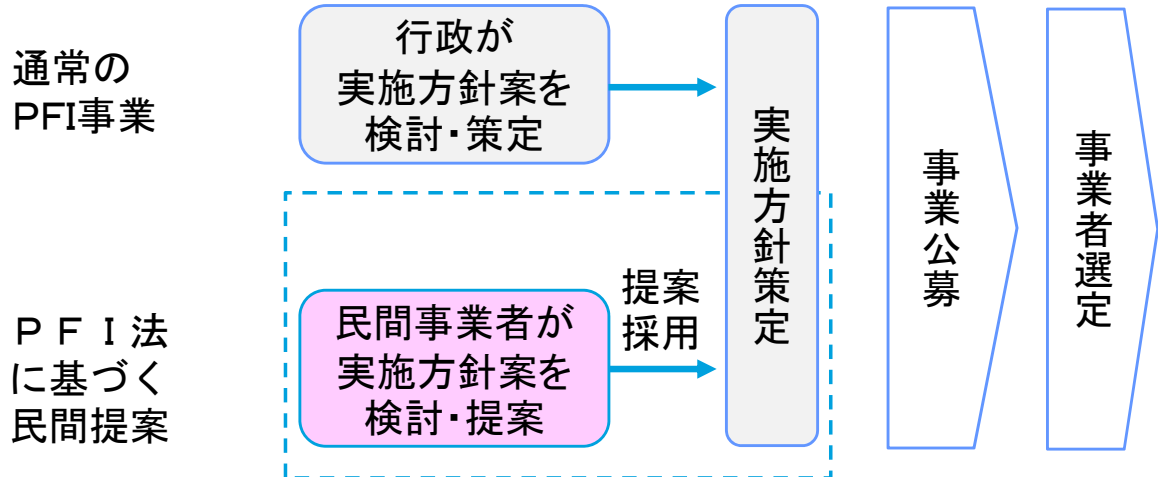 通常の
PFI事業
行政が
実施方針案を
検討・策定
ＰＦＩ法
に基づく
民間提案
民間事業者が
実施方針案を
検討・提案
提案
採用
実施方針策定
事業公募
事業者選定